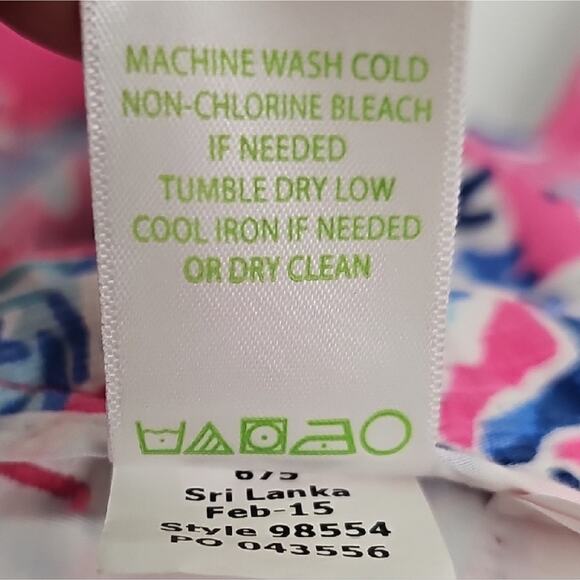 MACHINE WASH COLD
NON-CHLORINE BLEACH
IF NEEDED
TUMBLE DRY LOW
COOL IRON IF NEEDED
OR DRY CLEAN
675
Sri Lanka
Feb-15
Style 98554
PO 043556